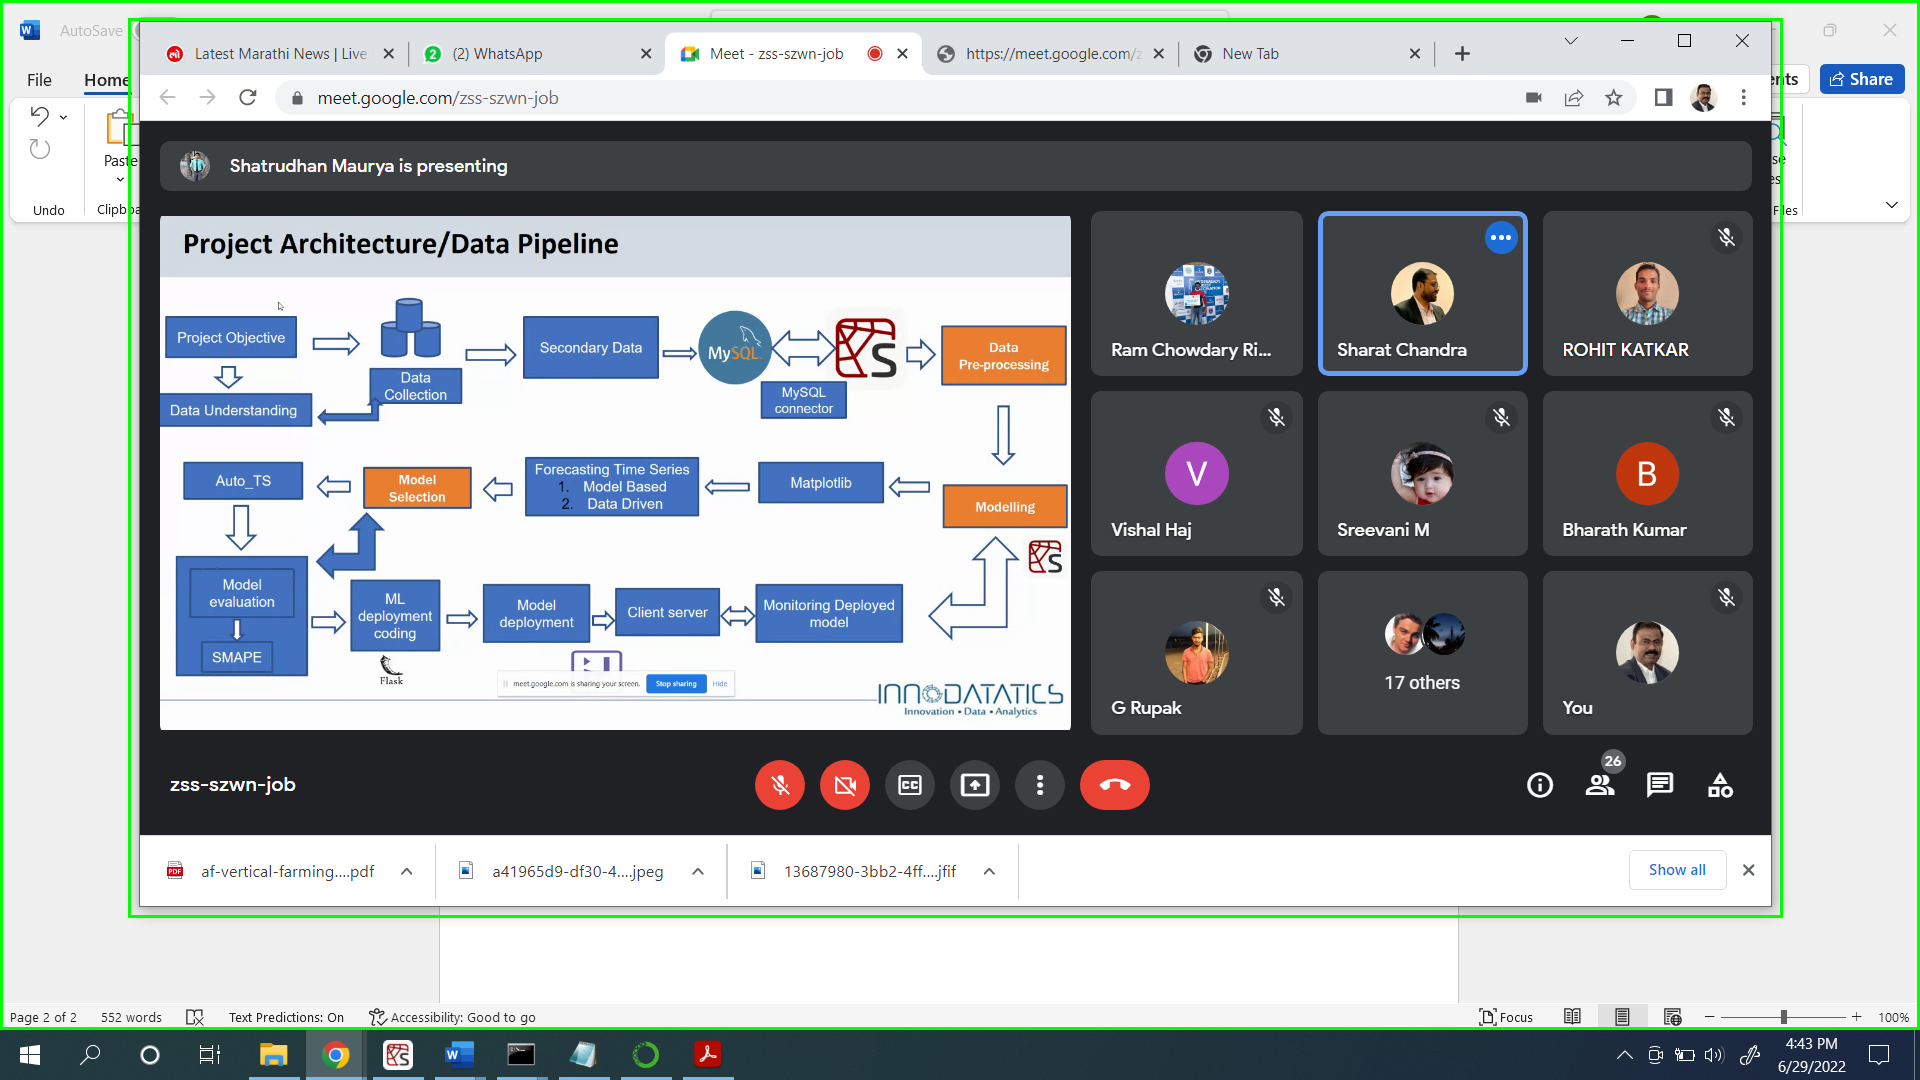 AutoSave
File
Home
nts
Share
Paste
Undo
Clipb
Files
Latest Marathi News | Live
(2) WhatsApp
Meet - zss-szwn-job
https://meet.google.com/z
New Tab
meet.google.com/zss-szwn-job
Shatrudhan Maurya is presenting
Project Architecture/Data Pipeline
Project Objective
Data
Collection
Secondary Data
MySQL
MySQL
connector
Data
Pre-processing
Data Understanding
Auto_TS
Model
Selection
Forecasting Time Series
1. Model Based
2. Data Driven
Matplotlib
Modelling
Model
evaluation
SMAPE
ML
deployment
coding
Flask
Model
deployment
Client server
Monitoring Deployed
model
meet.google.com is sharing your screen.
Stop sharing
Hide
INNODATATICS
Innovation • Data • Analytics
Ram Chowdary Ri...
Sharat Chandra
ROHIT KATKAR
V
Vishal Haj
Sreevani M
B
Bharath Kumar
G Rupak
17 others
You
zss-szwn-job
26
af-vertical-farming....pdf
a41965d9-df30-4....jpeg
13687980-3bb2-4ff....jfif
Show all
Page 2 of 2
552 words
Text Predictions: On
Accessibility: Good to go
Focus
100%
4:43 PM
6/29/2022